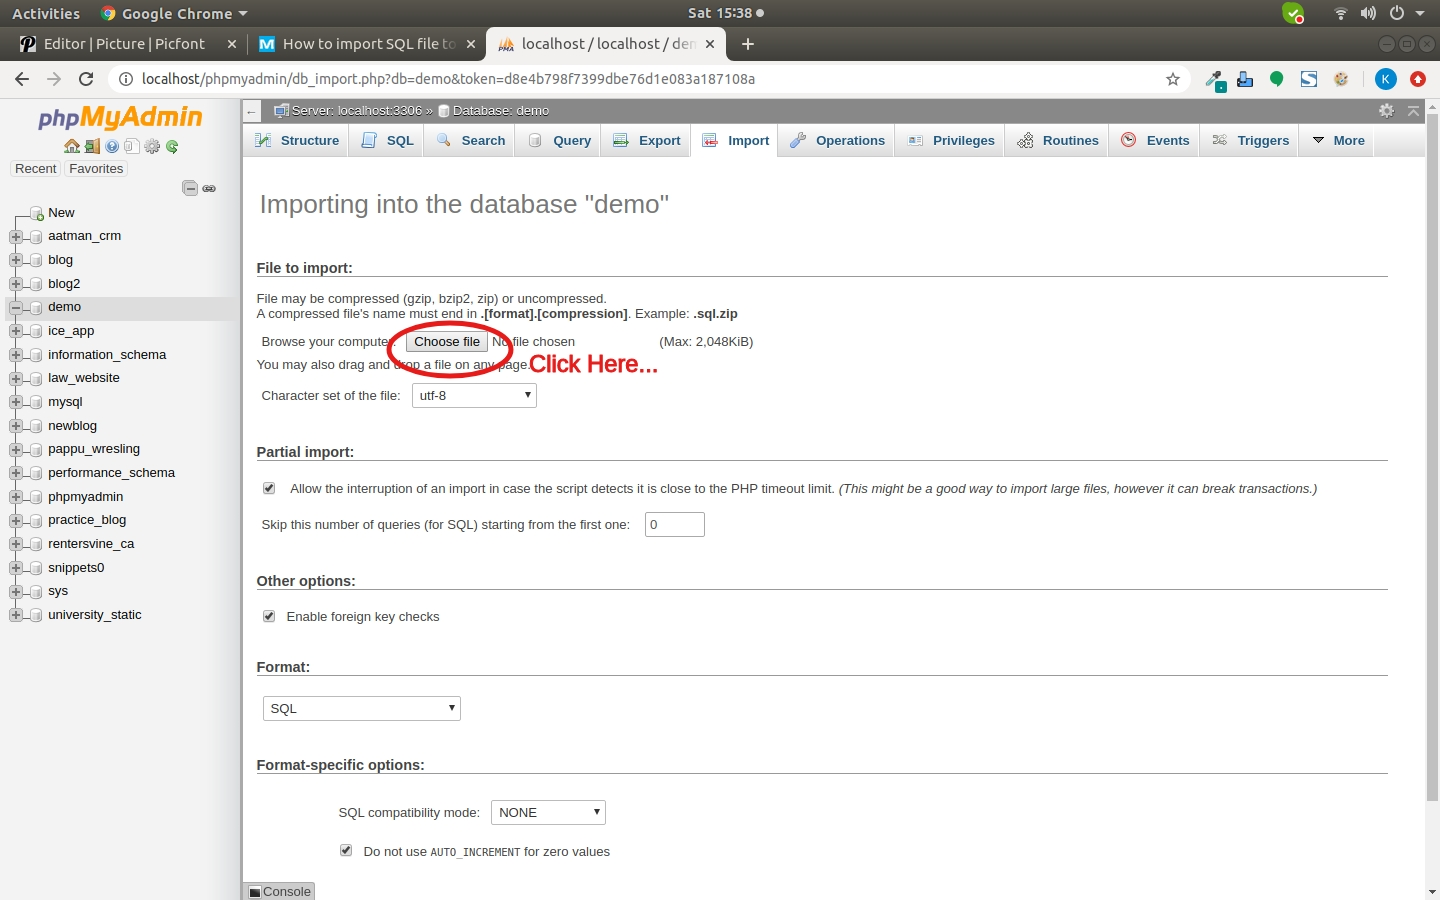 Activities Google Chrome Sat 15:38
Editor | Picture | Picfont × How to import SQL file to × localhost / localhost / den ×
localhost/phpmyadmin/db_import.php?db=demo&token=d8e4b798f7399dbe76d1e083a187108a K
phpMyAdmin
Recent Favorites
New
aatman_crm
blog
blog2
demo
ice_app
information_schema
law_website
mysql
newblog
pappu_wresling
performance_schema
phpmyadmin
practice_blog
rentersvine_ca
snippets0
sys
university_static
Server: localhost:3306 » Database: demo
Structure SQL Search Query Export Import Operations Privileges Routines Events Triggers More
Importing into the database "demo"
File to import:
File may be compressed (gzip, bzip2, zip) or uncompressed.
A compressed file's name must end in .[format].[compression]. Example: .sql.zip
Browse your computer: Choose file No file chosen (Max: 2,048KiB)
You may also drag and drop a file on any page.
Click Here...
Character set of the file: utf-8
Partial import:
Allow the interruption of an import in case the script detects it is close to the PHP timeout limit. (This might be a good way to import large files, however it can break transactions.)
Skip this number of queries (for SQL) starting from the first one: 0
Other options:
Enable foreign key checks
Format:
SQL
Format-specific options:
SQL compatibility mode: NONE
Do not use AUTO_INCREMENT for zero values
Console